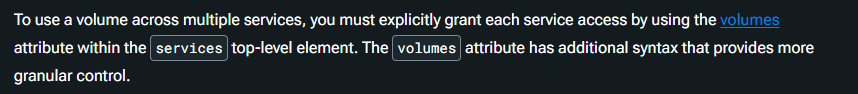 To use a volume across multiple services, you must explicitly grant each service access by using the volumes
attribute within the services top-level element. The volumes attribute has additional syntax that provides more
granular control.